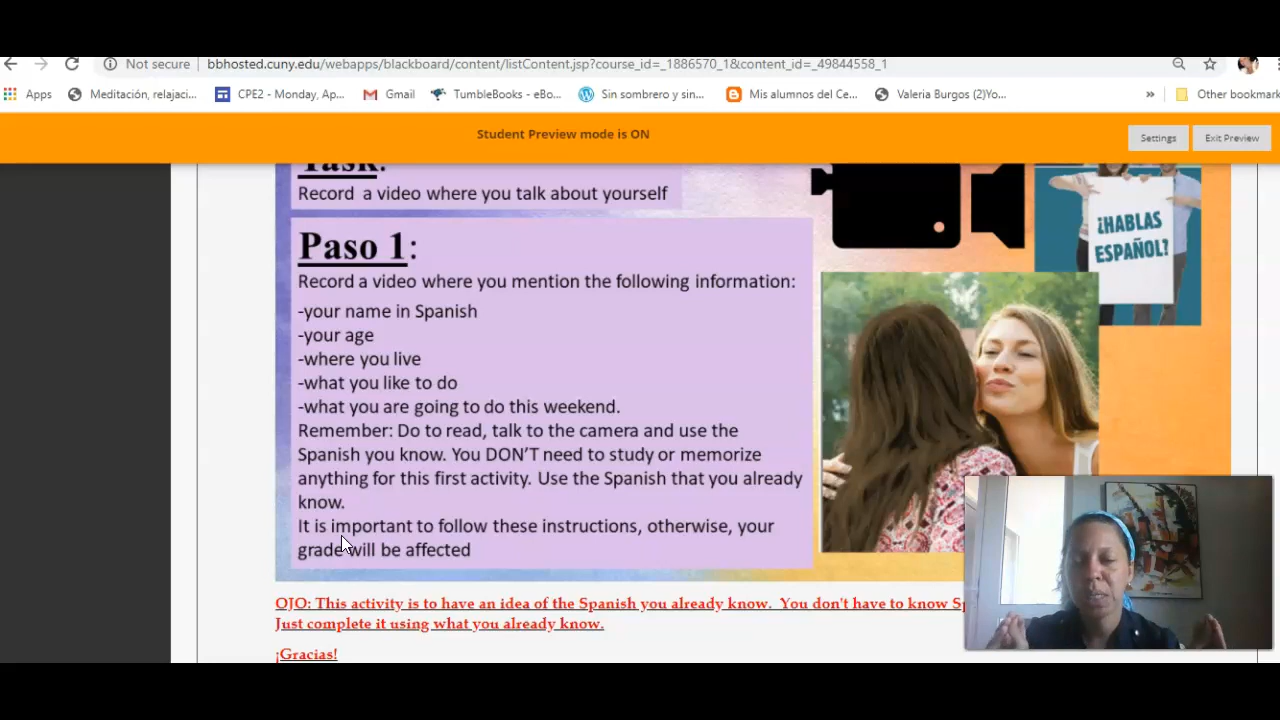 Not secure
bbhosted.cuny.edu/webapps/blackboard/content/listContent.jsp?course_id=_1886570_1&content_id=_49844558_1
Apps Meditación, relajaci... CPE2 - Monday, Ap... Gmail TumbleBooks - eBo... Sin sombrero y sin... Mis alumnos del Ce... Valeria Burgos (2)Yo... » Other bookmark
Student Preview mode is ON
Settings Exit Preview
Task:
Record a video where you talk about yourself
¿HABLAS
ESPAÑOL?
Paso 1:
Record a video where you mention the following information:
-your name in Spanish
-your age
-where you live
-what you like to do
-what you are going to do this weekend.
Remember: Do to read, talk to the camera and use the
Spanish you know. You DON'T need to study or memorize
anything for this first activity. Use the Spanish that you already
know.
It is important to follow these instructions, otherwise, your
grade will be affected
OJO: This activity is to have an idea of the Spanish you already know. You don't have to know
Just complete it using what you already know.
¡Gracias!